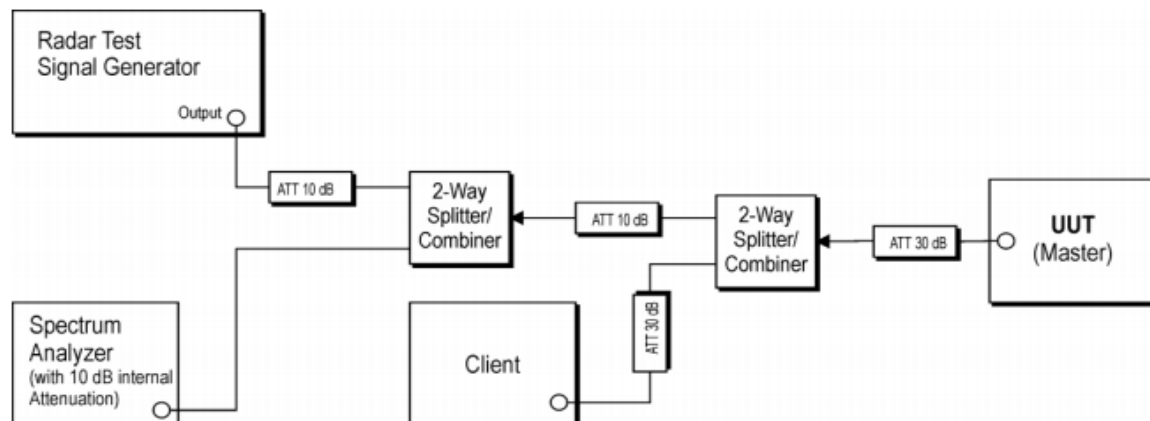 Radar Test
Signal Generator
Output
ATT 10 dB
2-Way
Splitter/
Combiner
ATT 10 dB
2-Way
Splitter/
Combiner
ATT 30 dB
UUT
(Master)
Spectrum
Analyzer
(with 10 dB internal
Attenuation)
Client
ATT 30 dB